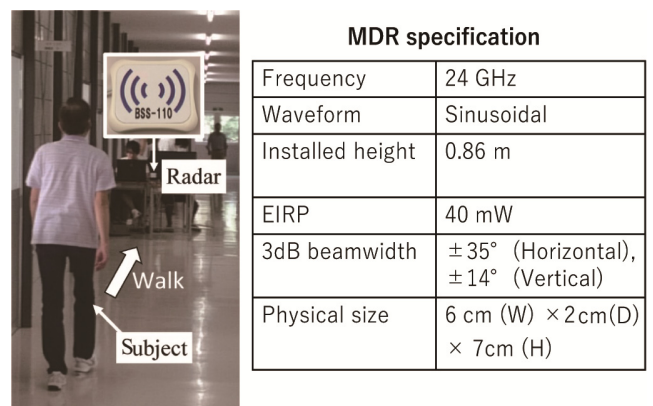 BSS-110
Radar
Walk
Subject
MDR specification
Frequency 24 GHz
Waveform Sinusoidal
Installed height 0.86 m
EIRP 40 mW
3dB beamwidth ±35° (Horizontal),
±14° (Vertical)
Physical size 6 cm (W) ×2cm(D)
× 7cm (H)